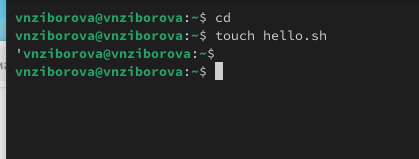 vnziborova@vnziborova:~$ cd
vnziborova@vnziborova:~$ touch hello.sh
'vnziborova@vnziborova:~$
vnziborova@vnziborova:~$